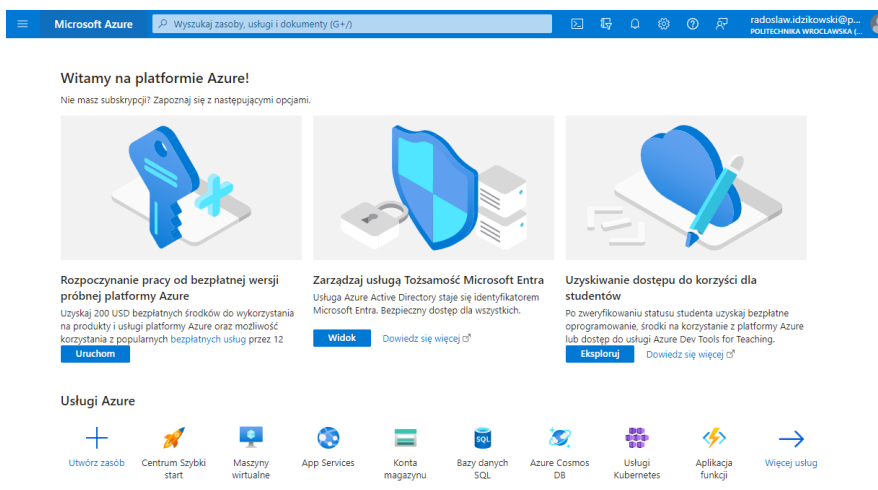 Microsoft Azure
Wyszukaj zasoby, usługi i dokumenty (G+/)
radoslaw.idzikowski@p...
POLITECHNIKA WROCLAWSKA (...
Witamy na platformie Azure!
Nie masz subskrypcji? Zapoznaj się z następującymi opcjami.
Rozpoczynanie pracy od bezpłatnej wersji
próbnej platformy Azure
Uzyskaj 200 USD bezpłatnych środków do wykorzystania
na produkty i usługi platformy Azure oraz możliwość
korzystania z popularnych bezpłatnych usług przez 12
Uruchom
Zarządzaj usługą Tożsamość Microsoft Entra
Usługa Azure Active Directory staje się identyfikatorem
Microsoft Entra. Bezpieczny dostęp dla wszystkich.
Widok Dowiedz się więcej
Uzyskiwanie dostępu do korzyści dla
studentów
Po zweryfikowaniu statusu studenta uzyskaj bezpłatne
oprogramowanie, środki na korzystanie z platformy Azure
lub dostęp do usługi Azure Dev Tools for Teaching.
Eksploruj Dowiedz się więcej
Usługi Azure
SQL
Utwórz zasób
Centrum Szybki
start
Maszyny
wirtualne
App Services
Konta
magazynu
Bazy danych
SQL
Azure Cosmos
DB
Usługi
Kubernetes
Aplikacja
funkcji
Więcej usług